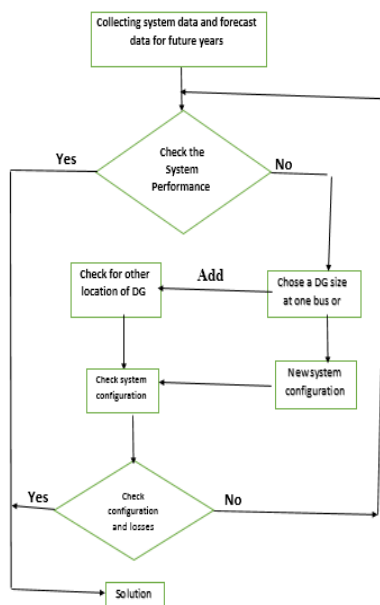 Collecting system data and forecast
data for future years
Yes
Check the
System
Performance
No
Check for other
location of DG
Add
Chose a DG size
at one bus or
Check system
configuration
New system
configuration
Yes
Check
configuration
and losses
No
Solution